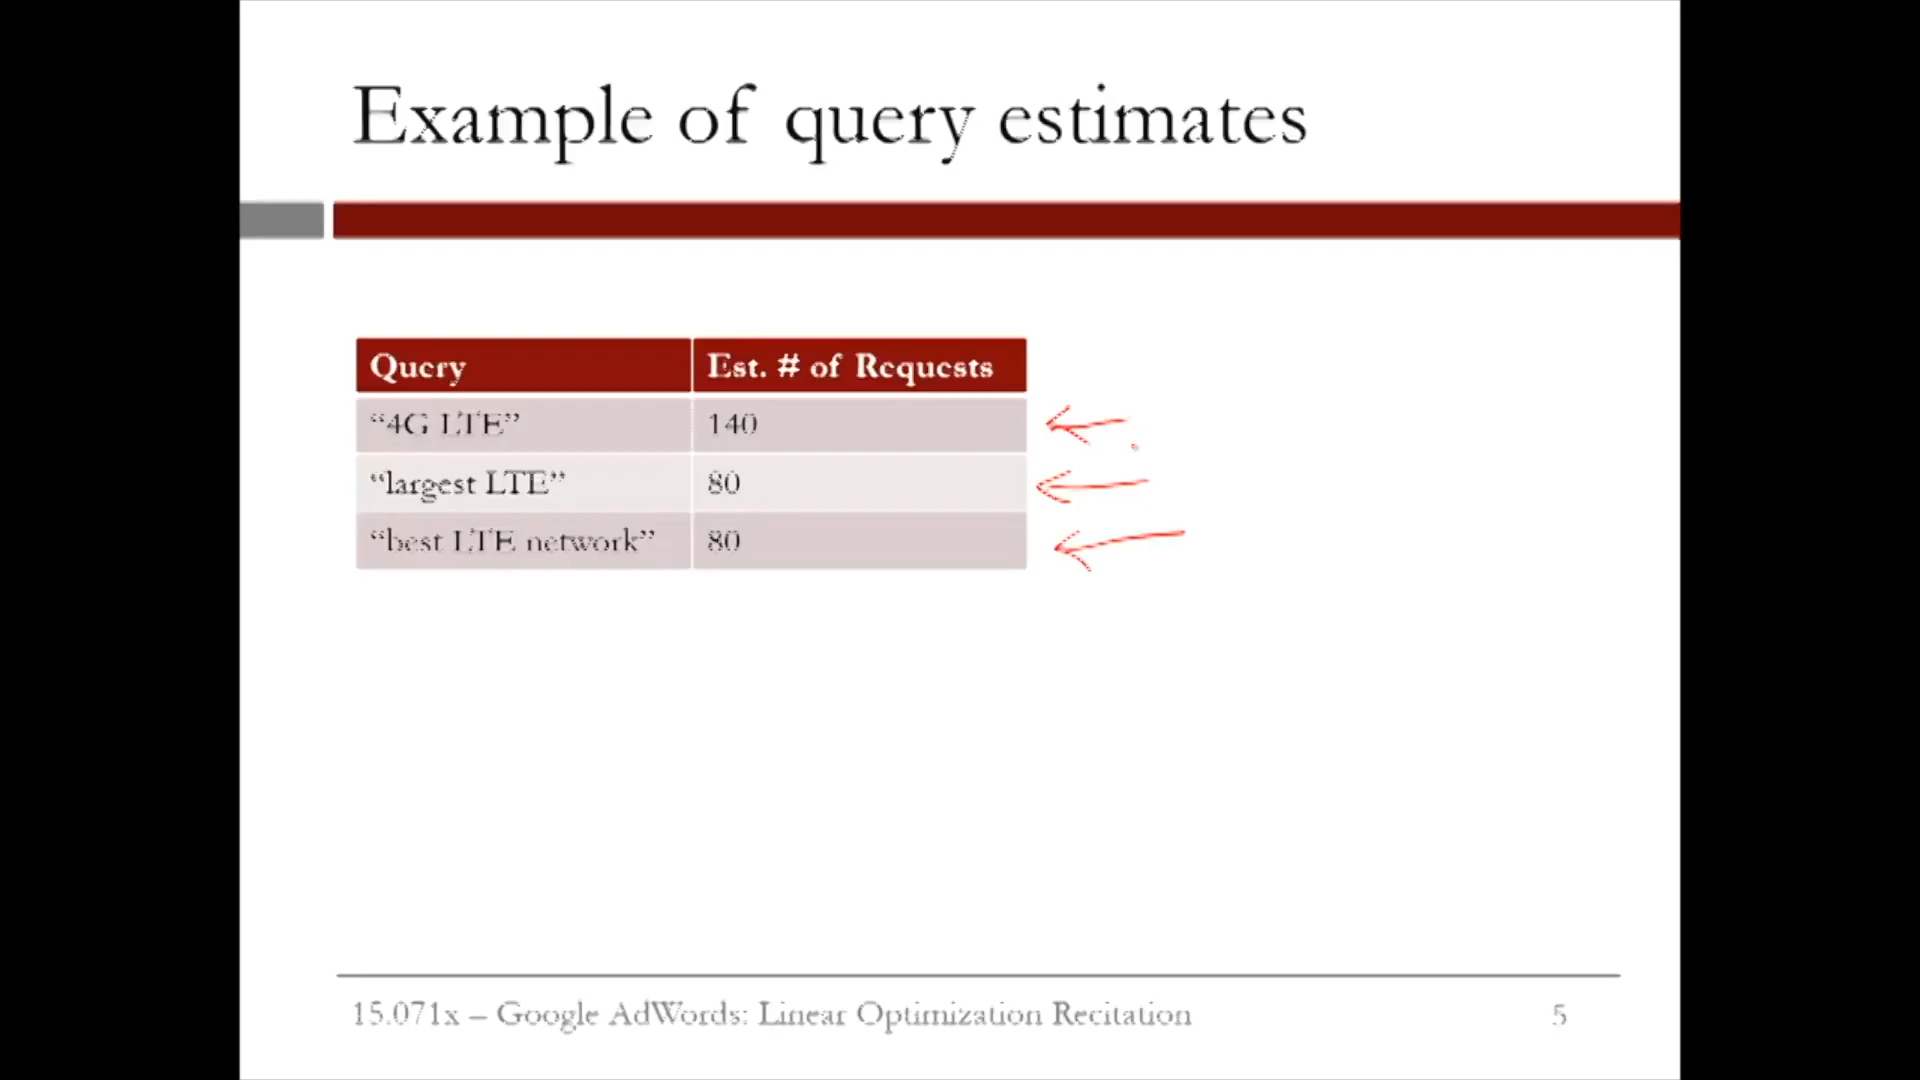 Example of query estimates
Query Est. # of Requests
“4G LTE” 140
“largest LTE” 80
“best LTE network” 80
15.071x – Google AdWords: Linear Optimization Recitation 5